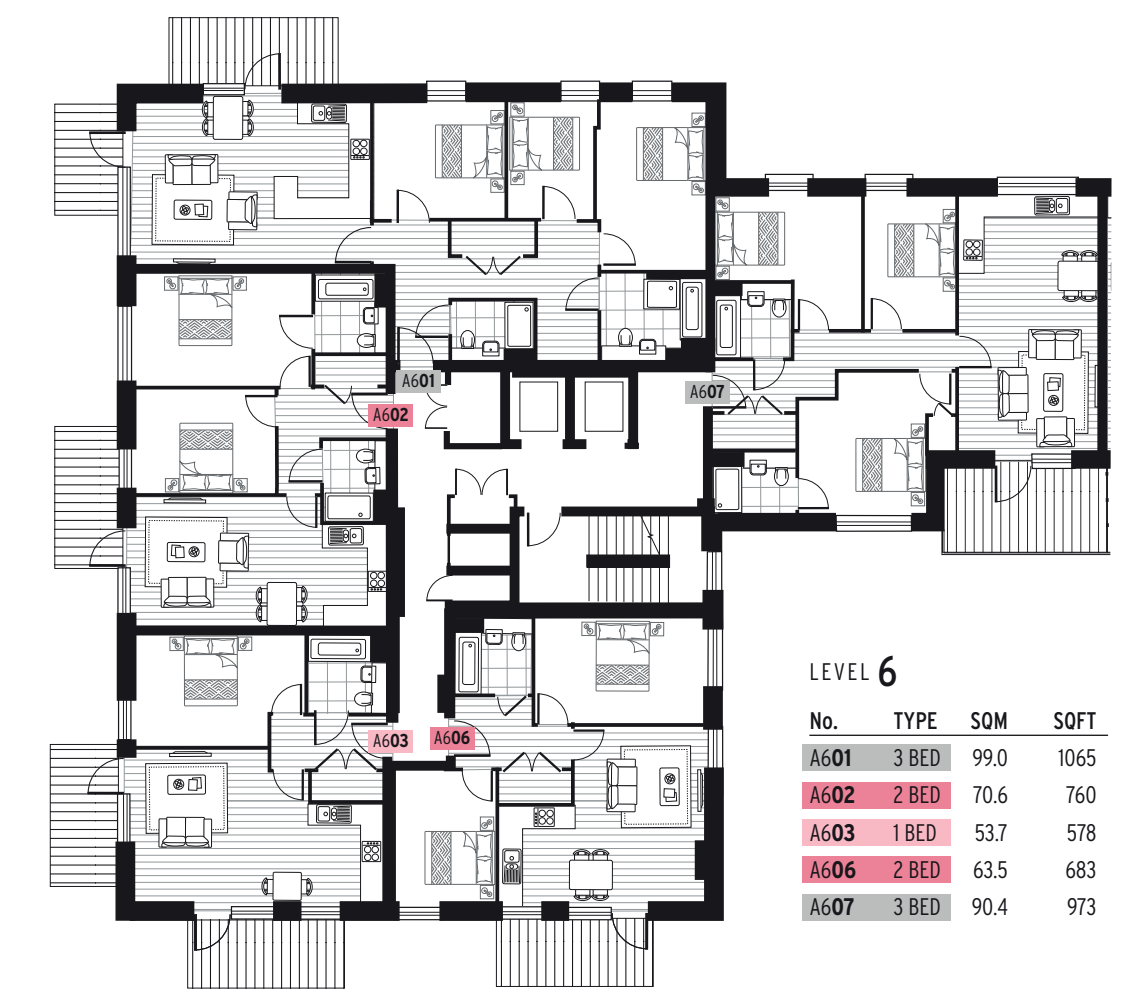 A601
A602
A607
A603
A606
LEVEL 6
No. TYPE SQM SQFT
A601 3 BED 99.0 1065
A602 2 BED 70.6 760
A603 1 BED 53.7 578
A606 2 BED 63.5 683
A607 3 BED 90.4 973